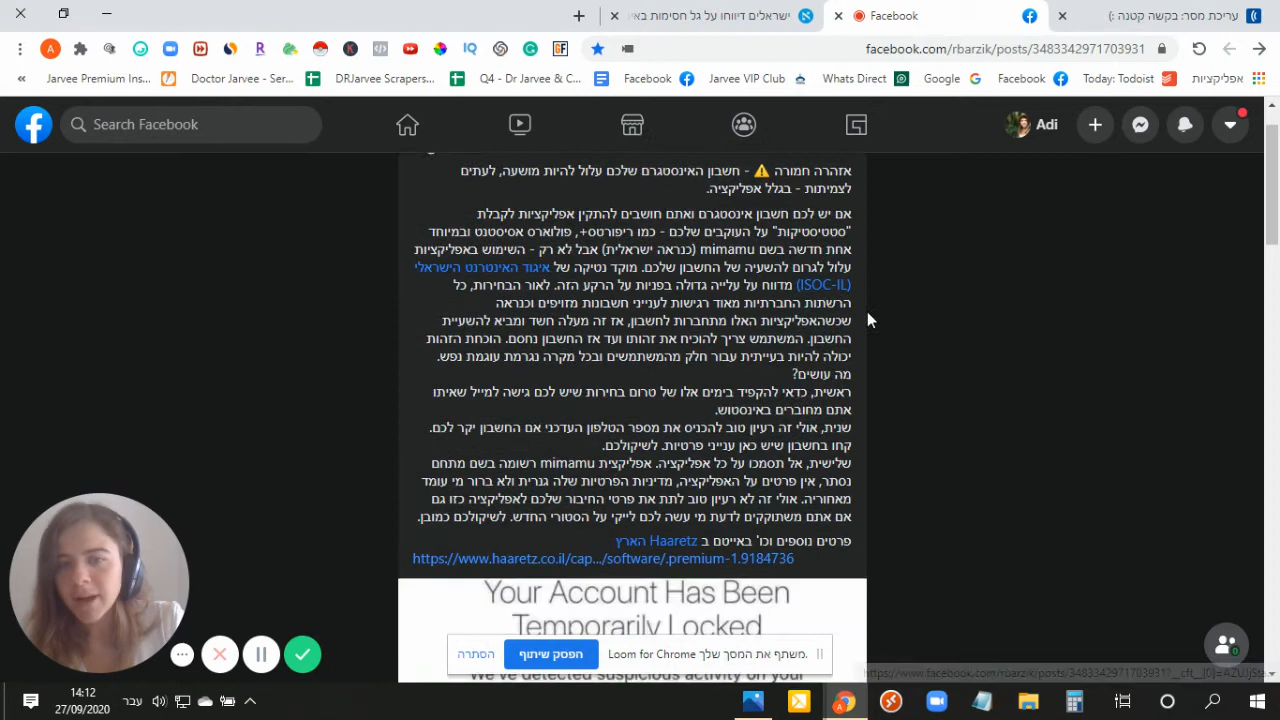 ישראלים דיווחו על גל חסימות באינ
Facebook
עריכת מסר: בקשה קטנה :)
facebook.com/rbarzik/posts/3483342971703931
Jarvee Premium Ins...
Doctor Jarvee - Ser...
DRJarvee Scrapers...
Q4 - Dr Jarvee & C...
Facebook
Jarvee VIP Club
Whats Direct
Google
Facebook
Today: Todoist
אפליקציות
Search Facebook
Adi
אזהרה חמורה ⚠️ - חשבון האינסטגרם שלכם עלול להיות מושעה, לעתים
לצמיתות - בגלל אפליקציה.
אם יש לכם חשבון אינסטגרם ואתם חושבים להתקין אפליקציות לקבלת
"סטטיסטיקות" על העוקבים שלכם - כמו ריפורטס+, פולוארס אסיסטנט ובמיוחד
אחת חדשה בשם mimamu (כנראה ישראלית) אבל לא רק - השימוש באפליקציות
עלול לגרום להשעיה של החשבון שלכם. מוקד נטיקה של איגוד האינטרנט הישראלי
(ISOC-IL) מדווח על עלייה גדולה בפניות על הרקע הזה. לאור הבחירות, כל
הרשתות החברתיות מאוד רגישות לענייני חשבונות מזויפים וכנראה
שכשהאפליקציות האלו מתחברות לחשבון, אז זה מעלה חשד ומביא להשעיית
החשבון. המשתמש צריך להוכיח את זהותו ועד אז החשבון נחסם. הוכחת הזהות
יכולה להיות בעייתית עבור חלק מהמשתמשים ובכל מקרה נגרמת עוגמת נפש.
מה עושים?
ראשית, כדאי להקפיד בימים אלו של טרום בחירות שיש לכם גישה למייל שאיתו
אתם מחוברים באינסטוש.
שנית, אולי זה רעיון טוב להכניס את מספר הטלפון העדכני אם החשבון יקר לכם.
קחו בחשבון שיש כאן ענייני פרטיות. לשיקולכם.
שלישית, אל תסמכו על כל אפליקציה. אפליקצית mimamu רשומה בשם מתחם
נסתר, אין פרטים על האפליקציה, מדיניות הפרטיות שלה גנרית ולא ברור מי עומד
מאחוריה. אולי זה לא רעיון טוב לתת את פרטי החיבור שלכם לאפליקציה כזו גם
אם אתם משתוקקים לדעת מי עשה לכם לייקי על הסטורי החדש. לשיקולכם כמובן.
פרטים נוספים וכו' באייטם ב Haaretz הארץ
https://www.haaretz.co.il/cap.../software/.premium-1.9184736
Your Account Has Been
Temporarily Locked
We've detected suspicious activity on your
משתף את המסך שלך Loom for Chrome.
הפסק שיתוף
הסתרה
14:12
27/09/2020
עבר